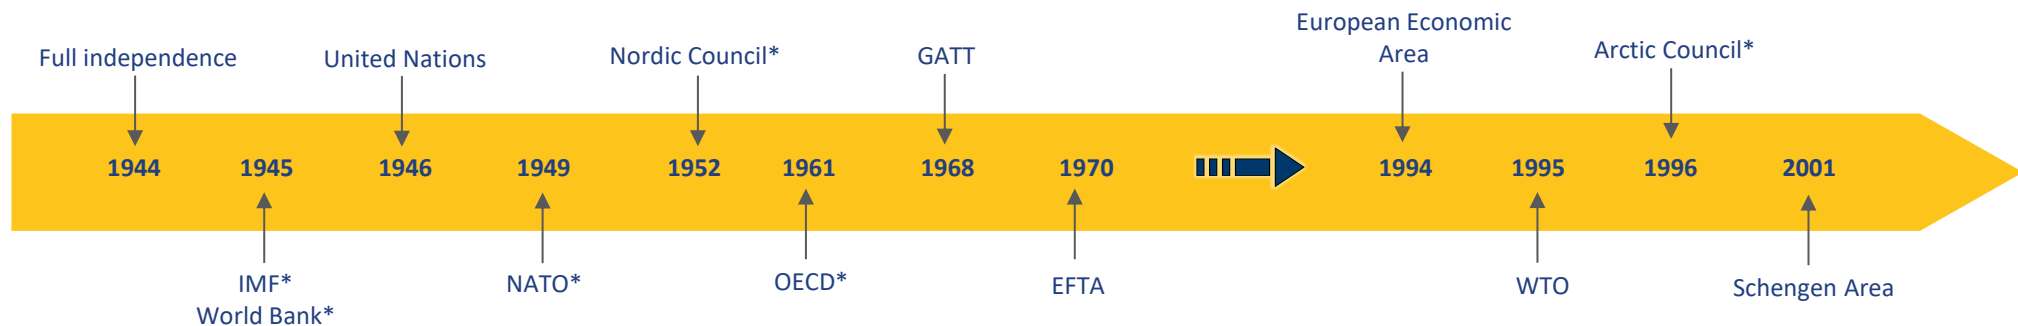 European Economic
Area
Full independence
United Nations
Nordic Council*
GATT
Arctic Council*
1944
1945
1946
1949
1952
1961
1968
1970
1994
1995
1996
2001
IMF*
World Bank*
NATO*
OECD*
EFTA
WTO
Schengen Area